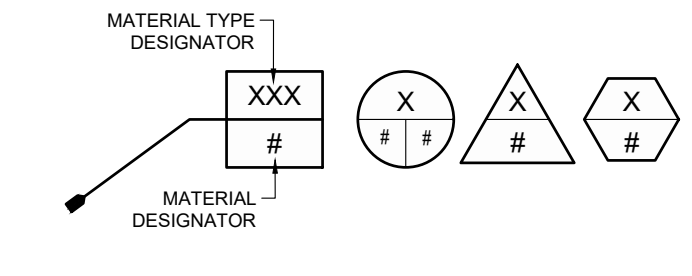 MATERIAL TYPE
DESIGNATOR
XXX
#
X
# #
X
#
X
#
MATERIAL
DESIGNATOR